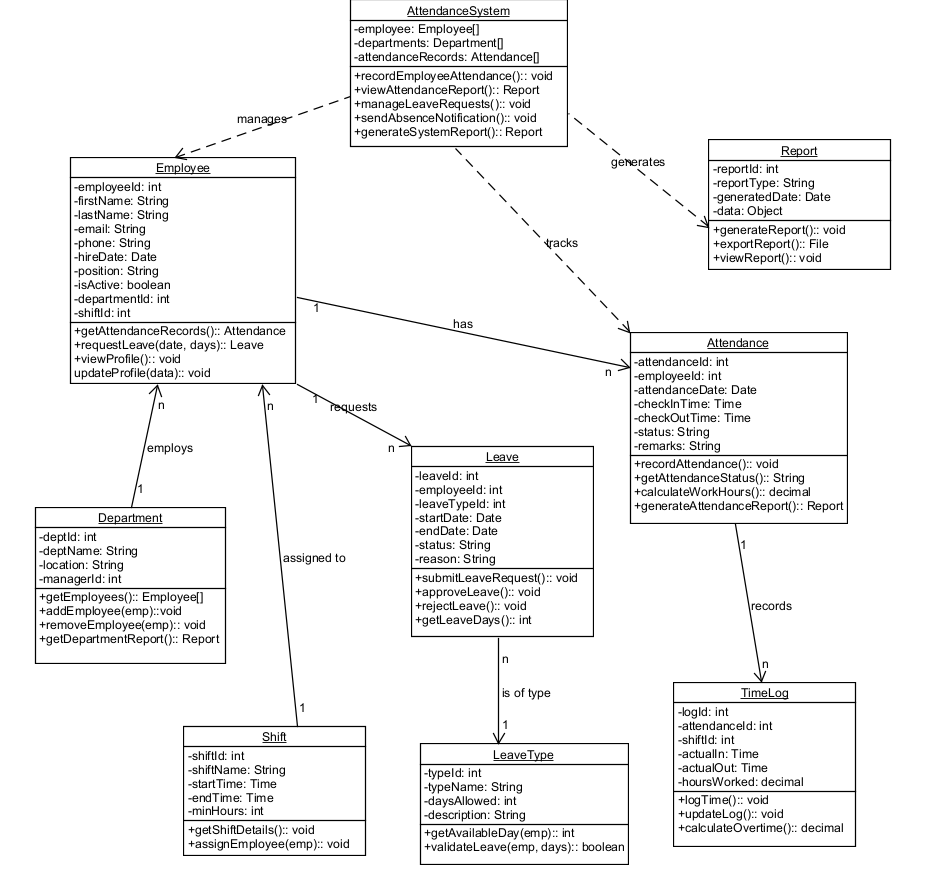 AttendanceSystem
-employee: Employee[]
-departments: Department[]
-attendanceRecords: Attendance[]
+recordEmployeeAttendance():: void
+viewAttendanceReport():: Report
+manageLeaveRequests():: void
+sendAbsenceNotification():: void
+generateSystemReport():: Report
manages
generates
tracks
Report
-reportId: int
-reportType: String
-generatedDate: Date
-data: Object
+generateReport():: void
+exportReport():: File
+viewReport():: void
Employee
-employeeId: int
-firstName: String
-lastName: String
-email: String
-phone: String
-hireDate: Date
-position: String
-isActive: boolean
-departmentId: int
-shiftId: int
+getAttendanceRecords():: Attendance
+requestLeave(date, days):: Leave
+viewProfile():: void
updateProfile(data):: void
1
has
n
Attendance
-attendanceId: int
-employeeId: int
-attendanceDate: Date
-checkInTime: Time
-checkOutTime: Time
-status: String
-remarks: String
+recordAttendance():: void
+getAttendanceStatus():: String
+calculateWorkHours():: decimal
+generateAttendanceReport():: Report
n
employs
1
n
assigned to
1
1
requests
n
Leave
-leaveId: int
-employeeId: int
-leaveTypeId: int
-startDate: Date
-endDate: Date
-status: String
-reason: String
+submitLeaveRequest():: void
+approveLeave():: void
+rejectLeave():: void
+getLeaveDays():: int
Department
-deptId: int
-deptName: String
-location: String
-managerId: int
+getEmployees():: Employee[]
+addEmployee(emp)::void
+removeEmployee(emp):: void
+getDepartmentReport():: Report
1
records
n
n
is of type
1
Shift
-shiftId: int
-shiftName: String
-startTime: Time
-endTime: Time
-minHours: int
+getShiftDetails():: void
+assignEmployee(emp):: void
LeaveType
-typeId: int
-typeName: String
-daysAllowed: int
-description: String
+getAvailableDay(emp):: int
+validateLeave(emp, days):: boolean
TimeLog
-logId: int
-attendanceId: int
-shiftId: int
-actualIn: Time
-actualOut: Time
-hoursWorked: decimal
+logTime():: void
+updateLog():: void
+calculateOvertime():: decimal